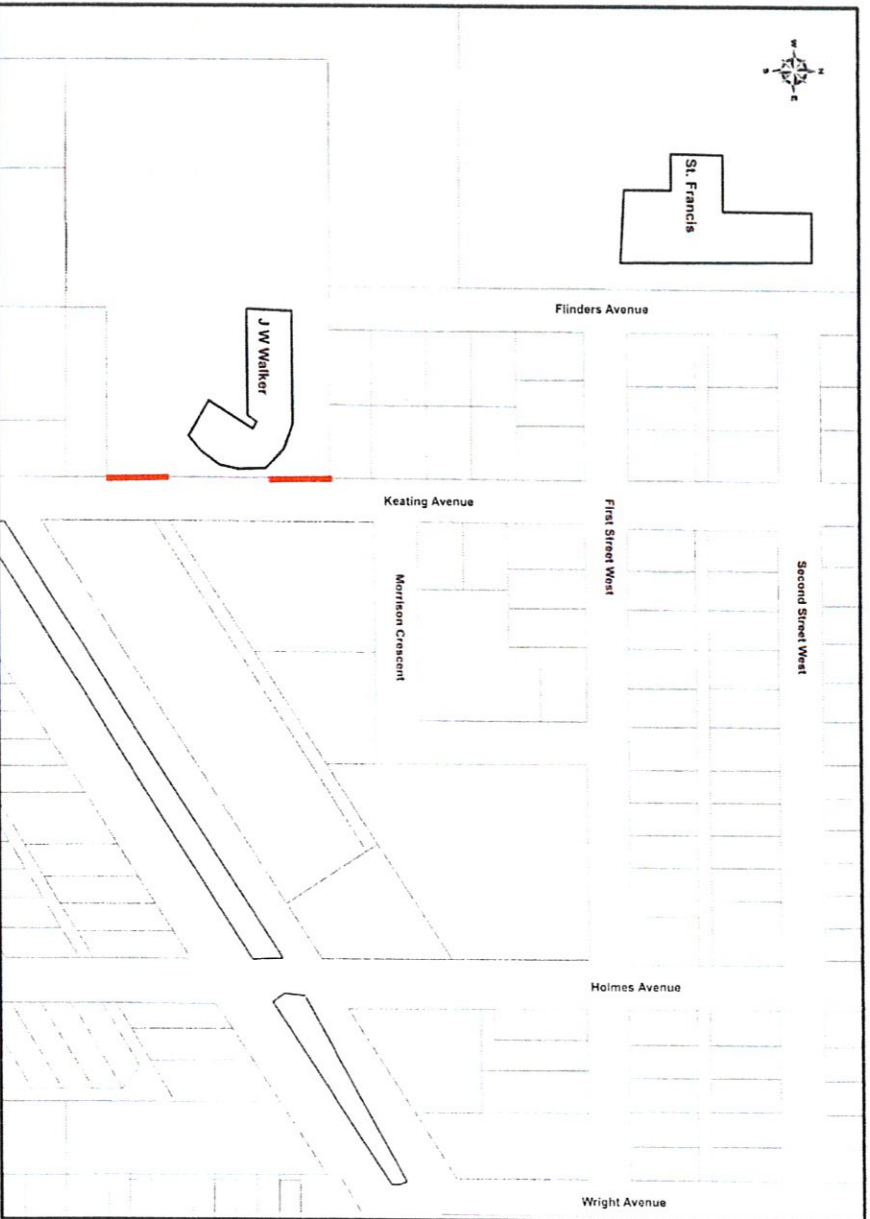 W
N
S
E
St. Francis
Flinders Avenue
J W Walker
Keating Avenue
First Street West
Second Street West
Morrison Crescent
Holmes Avenue
Wright Avenue